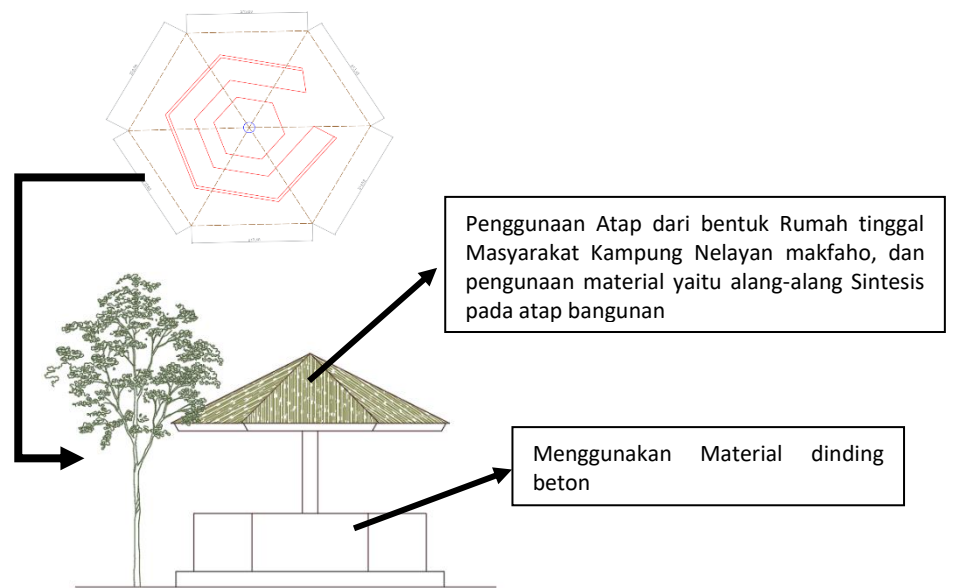 Penggunaan Atap dari bentuk Rumah tinggal
Masyarakat Kampung Nelayan makfaho, dan
pengunaan material yaitu alang-alang Sintesis
pada atap bangunan
Menggunakan Material dinding
beton